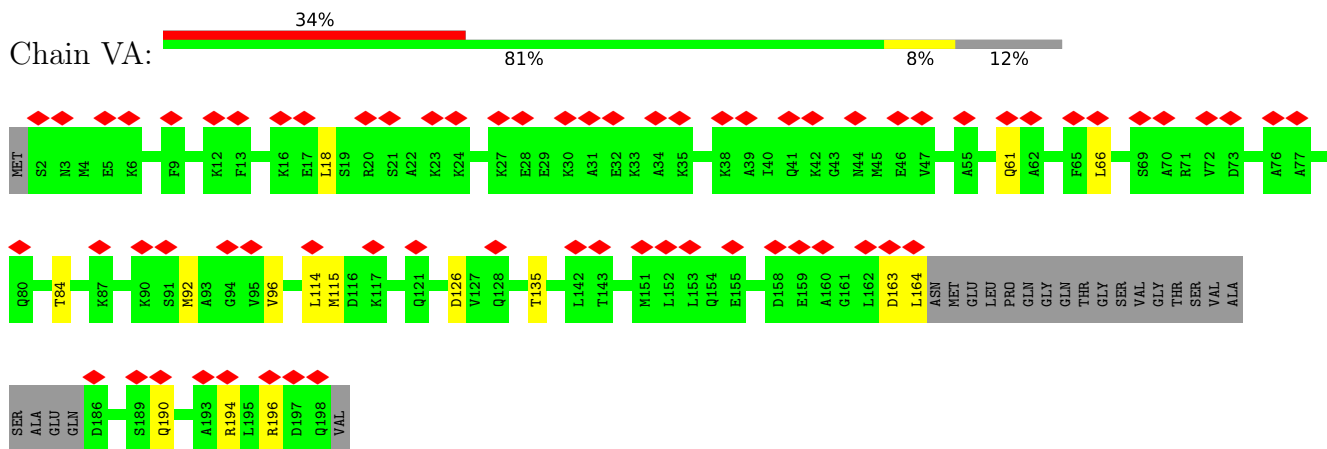 34%
Chain VA:
81% 8% 12%
MET S2 N3 M4 E5 K6 F9 K12 F13 K16 E17 L18 S19 R20 S21 A22 K23 K24 K27 E28 E29 K30 A31 E32 K33 A34 K35 K38 A39 I40 Q41 K42 G43 N44 M45 E46 V47 A55 Q61 A62 F65 L66 S69 A70 R71 V72 D73 A76 A77
Q80 T84 K87 K90 S91 M92 A93 G94 V95 V96 L114 M115 D116 K117 Q121 D126 V127 Q128 T135 L142 T143 M151 L152 L153 Q154 E155 D158 E159 A160 G161 L162 D163 L164 ASN MET GLU LEU PRO GLN GLY GLN THR GLY SER VAL GLY THR SER VAL ALA
SER ALA GLU GLN D186 S189 Q190 A193 R194 L195 R196 D197 Q198 VAL